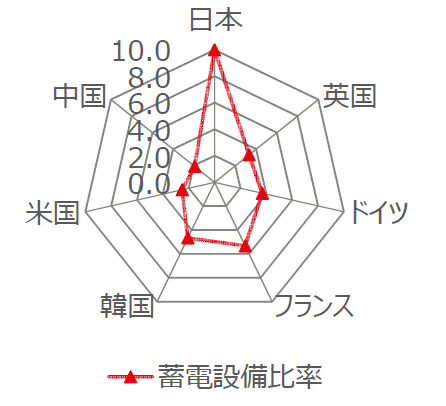 日本
10.0
8.0
6.0
4.0
2.0
0.0
中国
英国
米国
ドイツ
韓国
フランス
蓄電設備比率